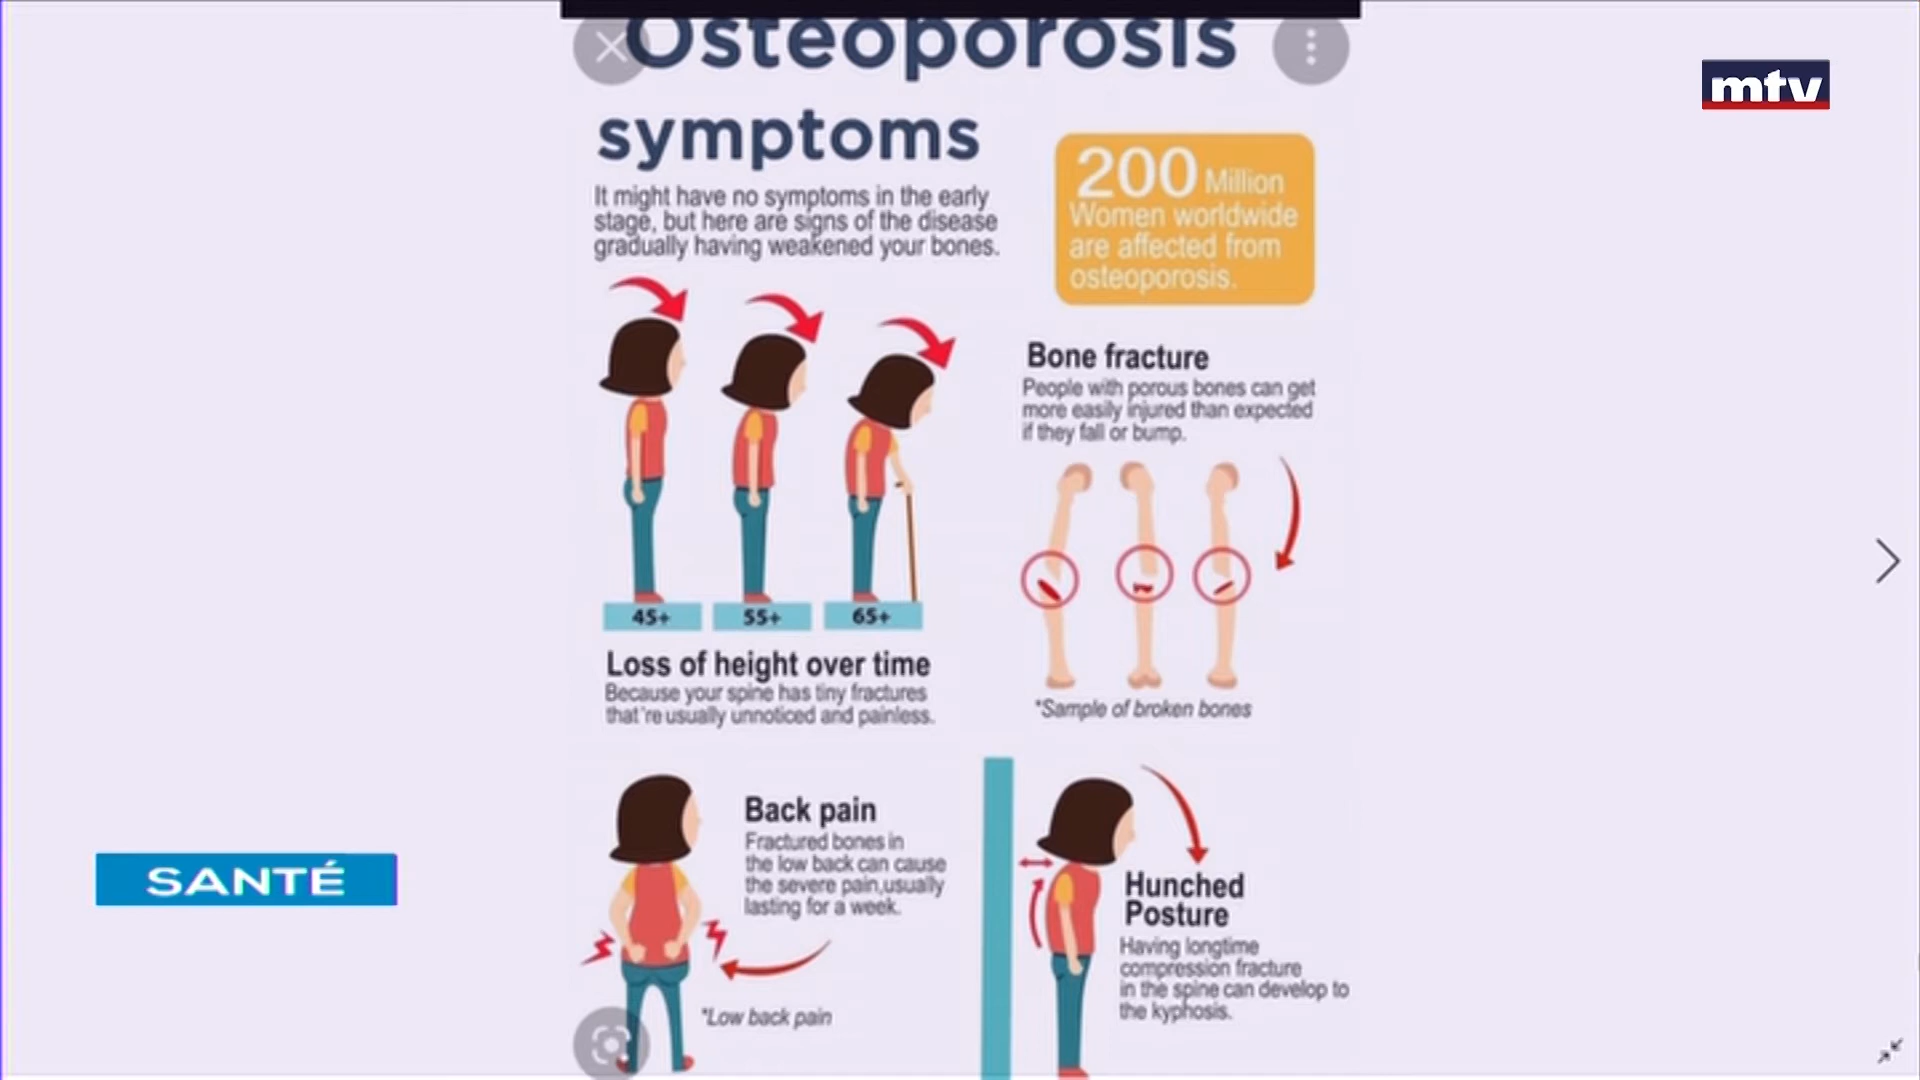 Osteoporosis
symptoms
It might have no symptoms in the early
stage, but here are signs of the disease
gradually having weakened your bones.
200 Million
Women worldwide
are affected from
osteoporosis.
mtv
45+
55+
65+
Loss of height over time
Because your spine has tiny fractures
that're usually unnoticed and painless.
Bone fracture
People with porous bones can get
more easily injured than expected
if they fall or bump.
*Sample of broken bones
Back pain
Fractured bones in
the low back can cause
the severe pain,usually
lasting for a week.
*Low back pain
Hunched
Posture
Having longtime
compression fracture
in the spine can develop to
the kyphosis.
SANTÉ